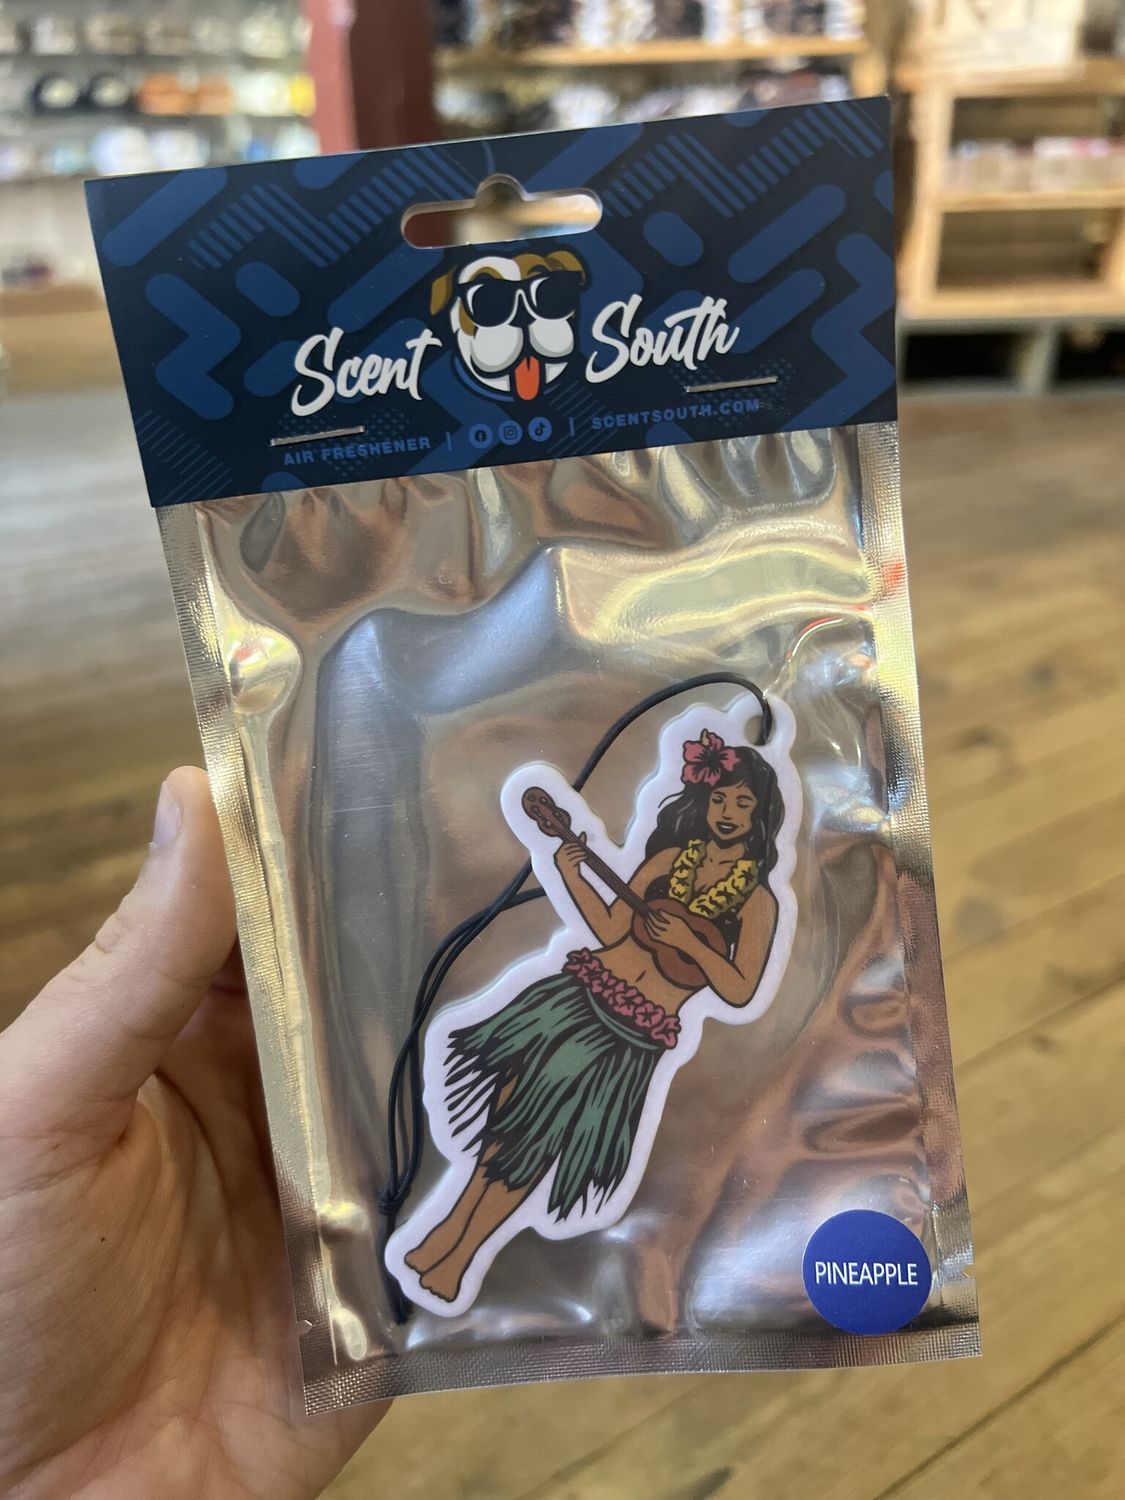 Scent South
AIR FRESHENER | | SCENTSOUTH.COM
PINEAPPLE